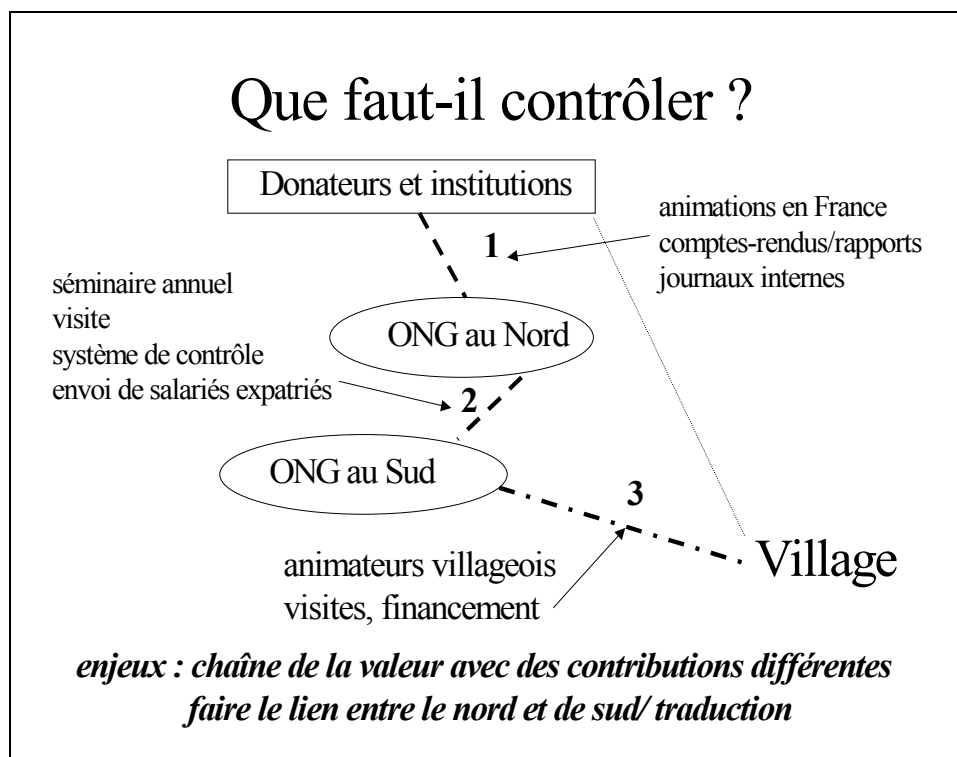 Que faut-il contrôler ?
Donateurs et institutions
1
animations en France
comptes-rendus/rapports
journaux internes
séminaire annuel
visite
système de contrôle
envoi de salariés expatriés
ONG au Nord
2
ONG au Sud
3
Village
animateurs villageois
visites, financement
enjeux : chaîne de la valeur avec des contributions différentes
faire le lien entre le nord et de sud/ traduction